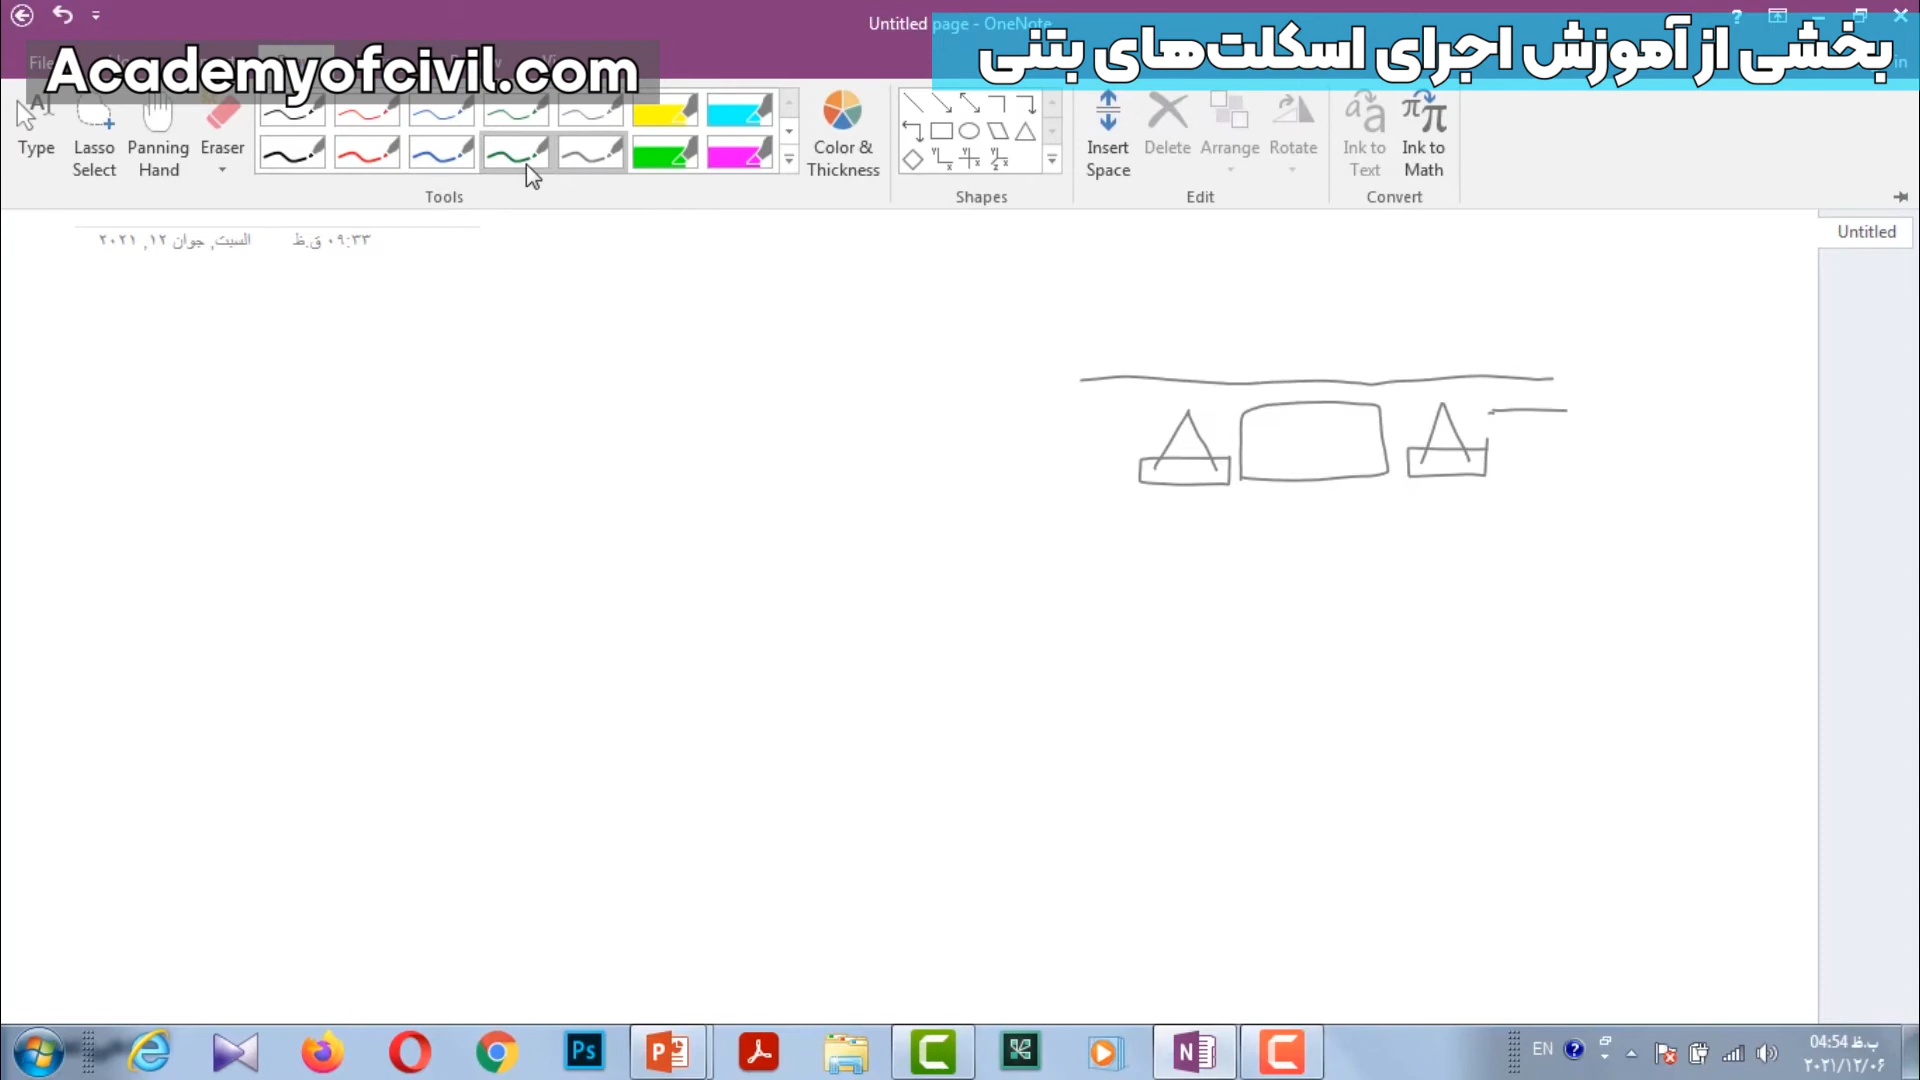 Untitled page - OneNote
بخشی از آموزش اجرای اسکلت‌های بتنی
Academyofcivil.com
Type
Lasso Select
Panning Hand
Eraser
Color & Thickness
Insert Space
Delete
Arrange
Rotate
Ink to Text
Ink to Math
Tools
Shapes
Edit
Convert
السبت, جوان ١٢, ٢٠٢١
٠٩:٣٣ ق.ظ
Untitled
EN
04:54 ب.ظ
٢٠٢١/١٢/٠۶